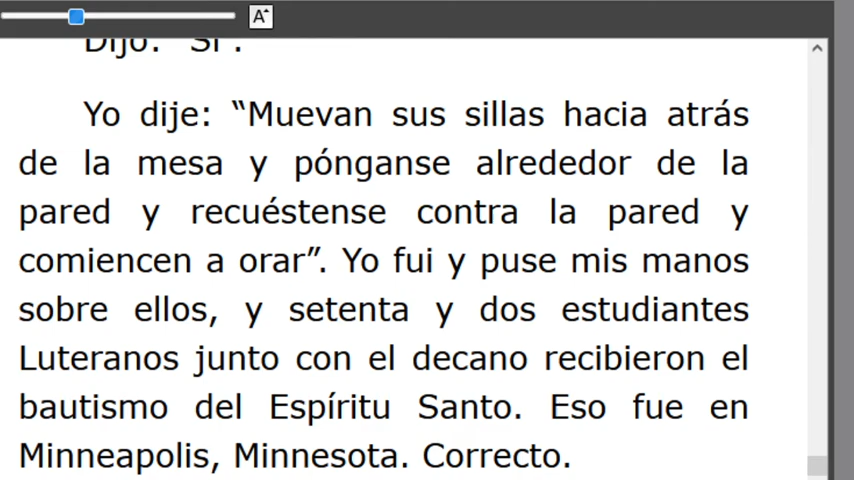 A
Dijo: "Sí".
Yo dije: “Muevan sus sillas hacia atrás
de la mesa y pónganse alrededor de la
pared y recuéstense contra la pared y
comiencen a orar”. Yo fui y puse mis manos
sobre ellos, y setenta y dos estudiantes
Luteranos junto con el decano recibieron el
bautismo del Espíritu Santo. Eso fue en
Minneapolis, Minnesota. Correcto.